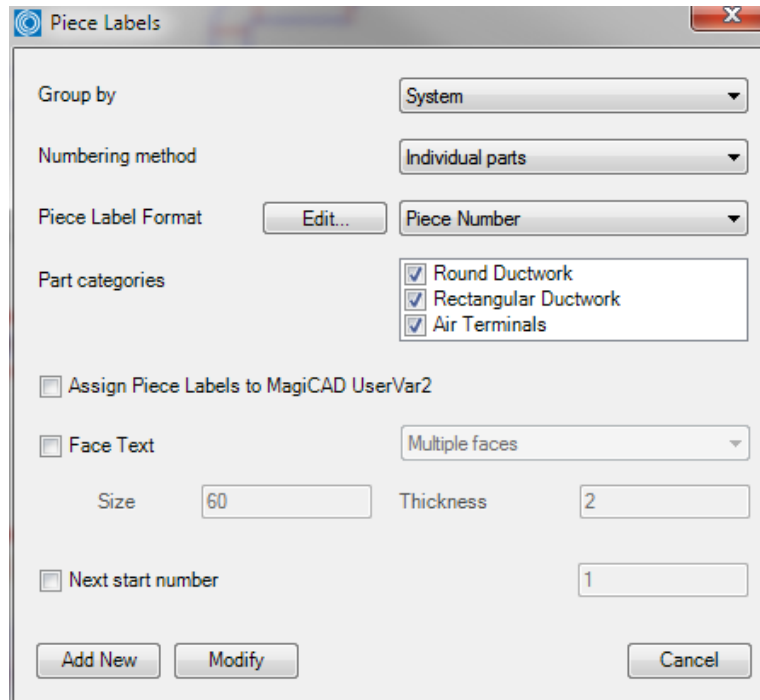 Piece Labels
Group by System
Numbering method Individual parts
Piece Label Format Edit... Piece Number
Part categories Round Ductwork
Rectangular Ductwork
Air Terminals
Assign Piece Labels to MagiCAD UserVar2
Face Text Multiple faces
Size 60 Thickness 2
Next start number 1
Add New Modify Cancel